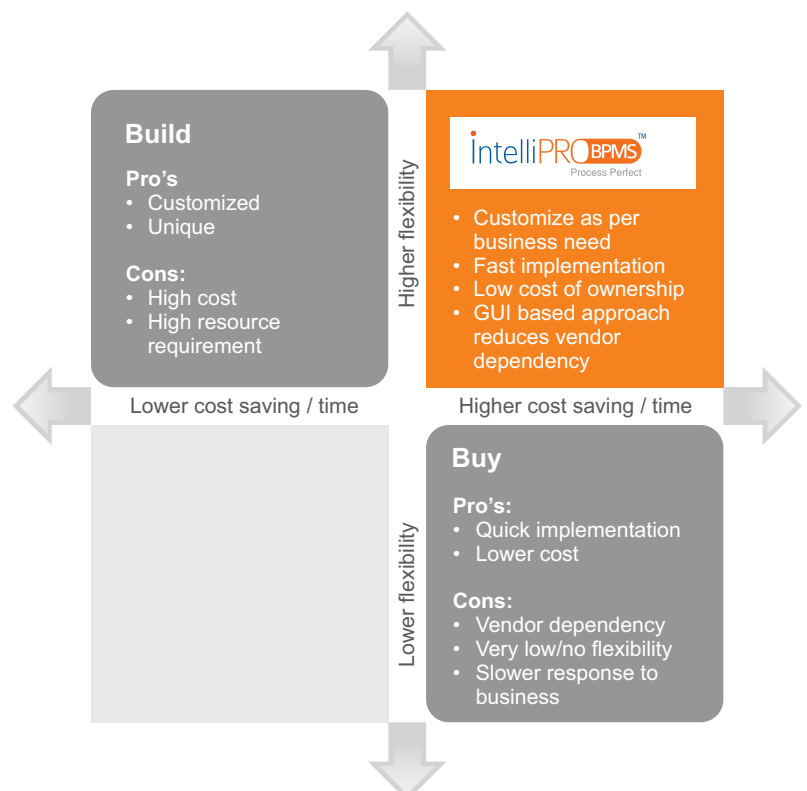 Build
Pro's
• Customized
• Unique
Cons:
• High cost
• High resource
requirement
Higher flexibility
intelliPRO BPMS™
Process Perfect
• Customize as per
business need
• Fast implementation
• Low cost of ownership
• GUI based approach
reduces vendor
dependency
Lower cost saving / time
Higher cost saving / time
Lower flexibility
Buy
Pro's:
• Quick implementation
• Lower cost
Cons:
• Vendor dependency
• Very low/no flexibility
• Slower response to
business